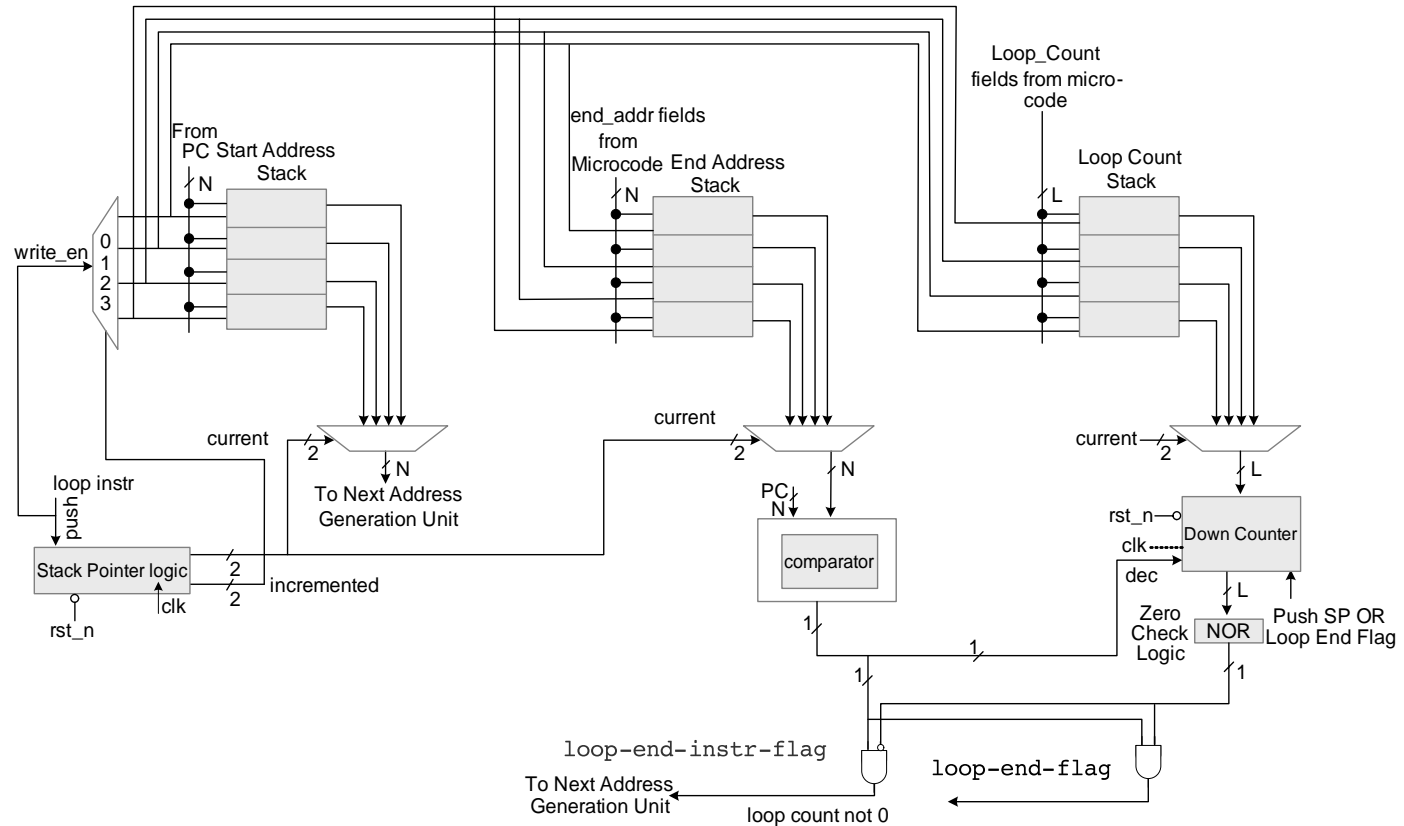 Loop_Count
fields from micro-
code
From
PC
N
Start Address
Stack
end_addr fields
from
Microcode
N
End Address
Stack
L
Loop Count
Stack
write_en
0
1
2
3
current
2
N
To Next Address
Generation Unit
current
2
N
current
2
L
loop instr
push
Stack Pointer logic
clk
rst_n
2
2
incremented
PC
N
comparator
1
1
1
rst_n
clk
dec
Down Counter
L
Zero
Check
Logic
NOR
Push SP OR
Loop End Flag
1
loop-end-instr-flag
To Next Address
Generation Unit
loop count not 0
loop-end-flag